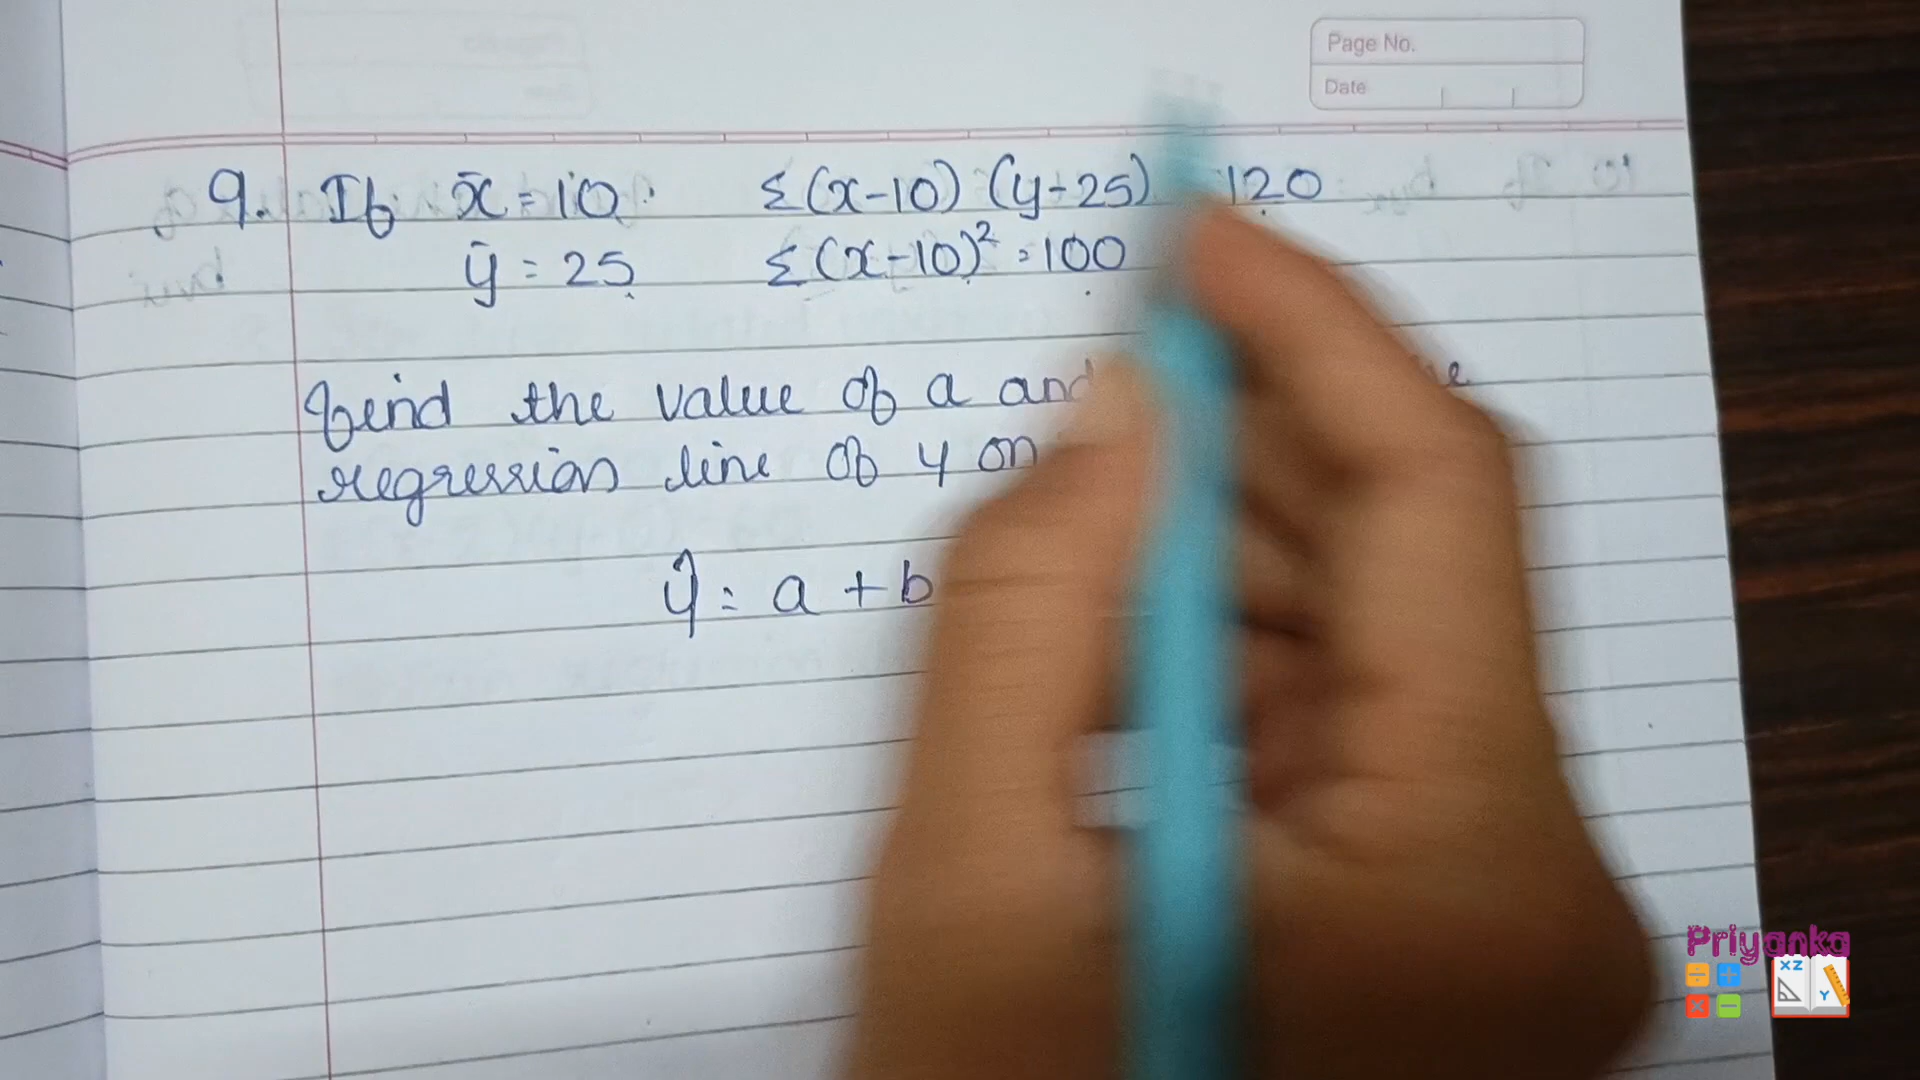 Page No.
Date
9. If x̄ = 10. Σ(x-10) (y-25) 120
ȳ = 25 Σ(x-10)² = 100
find the value of a and
regression line of y on
ŷ = a + b
Priyanka
XZ
Y